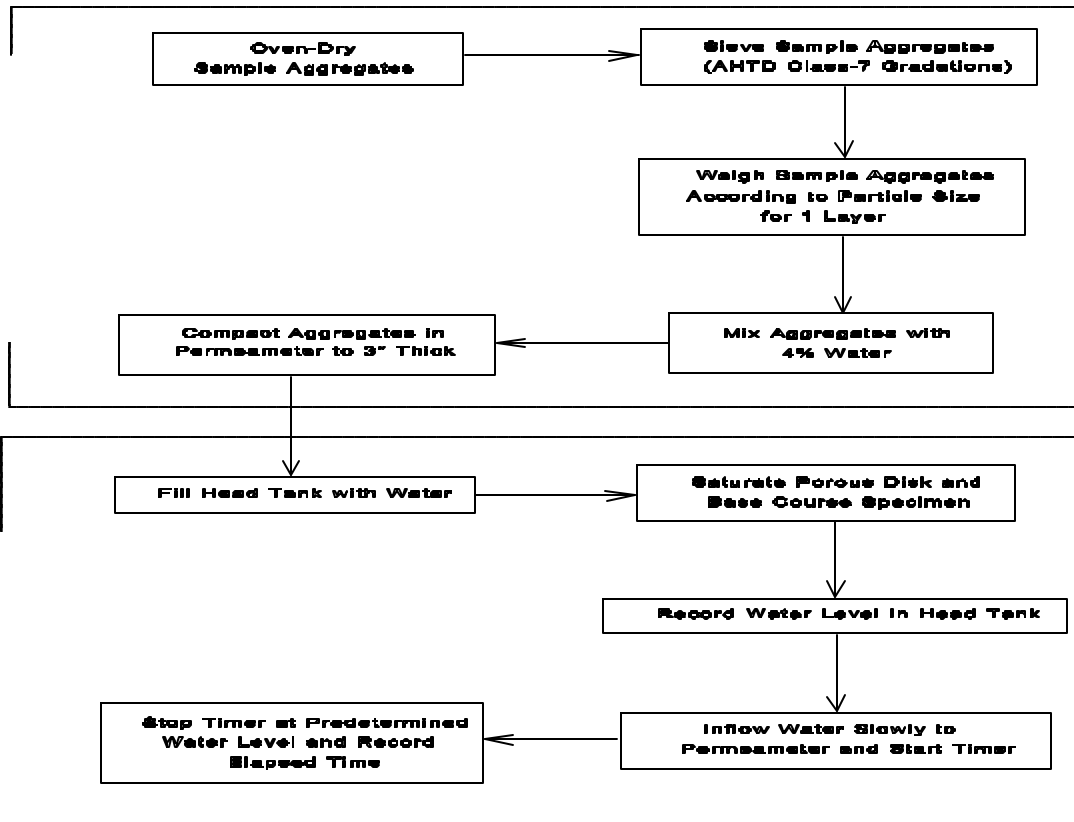 Oven-Dry
Sample Aggregates
Sieve Sample Aggregates
(AHTD Class-7 Gradations)
Weigh Sample Aggregates
According to Particle Size
for 1 Layer
Mix Aggregates with
4% Water
Compact Aggregates in
Permeameter to 3" Thick
Fill Head Tank with Water
Saturate Porous Disk and
Base Course Specimen
Record Water Level in Head Tank
Inflow Water Slowly to
Permeameter and Start Timer
Stop Timer at Predetermined
Water Level and Record
Elapsed Time